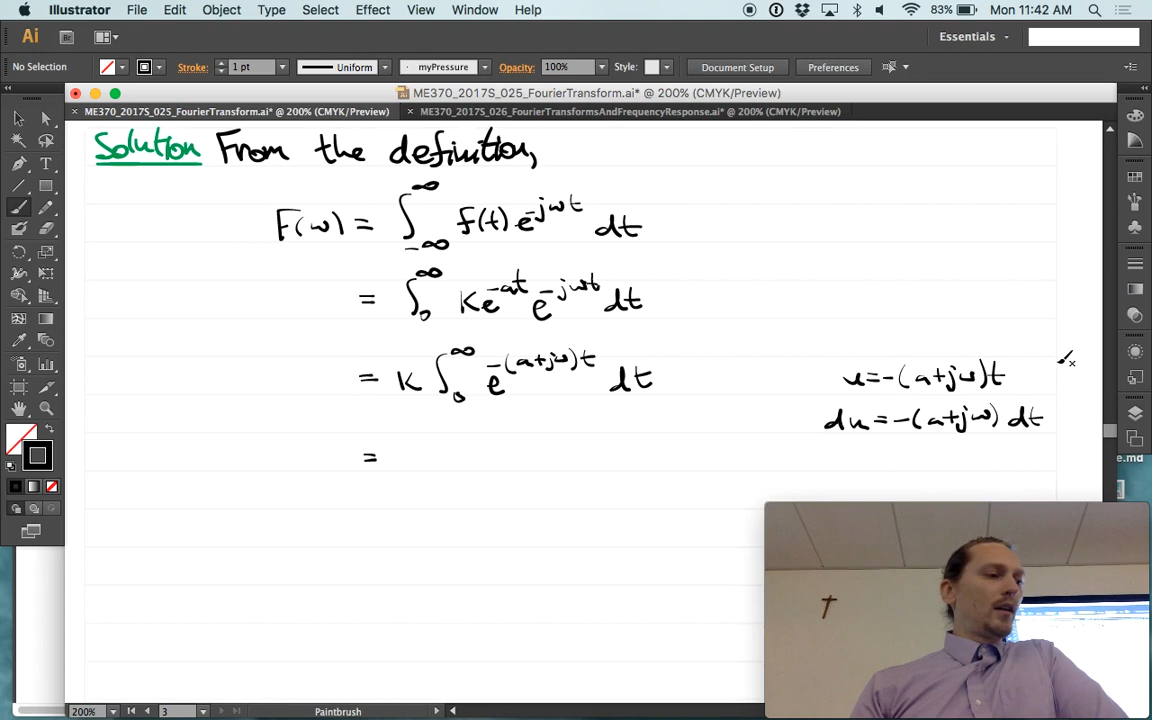 Illustrator File Edit Object Type Select Effect View Window Help 83% Mon 11:42 AM
Ai Br Essentials
No Selection Stroke: 1 pt Uniform myPressure Opacity: 100% Style: Document Setup Preferences
ME370_2017S_025_FourierTransform.ai* @ 200% (CMYK/Preview)
ME370_2017S_025_FourierTransform.ai* @ 200% (CMYK/Preview) ME370_2017S_026_FourierTransformsAndFrequencyResponse.ai* @ 200% (CMYK/Preview)
Solution From the definition,
F(ω) = ∫_{-∞}^{∞} f(t) e^{-jωt} dt
= ∫_0^∞ K e^{-at} e^{-jωt} dt
= K ∫_0^∞ e^{-(a+jω)t} dt
u = -(a+jω)t
du = -(a+jω) dt
=
e.md
200% 3 Paintbrush